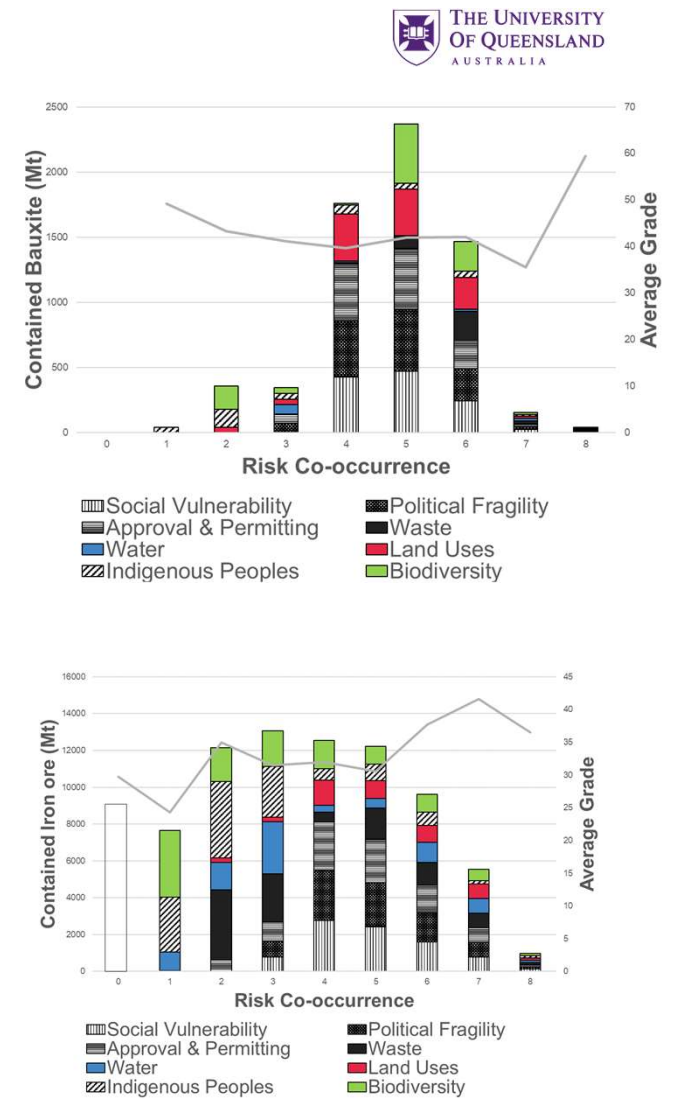 THE UNIVERSITY
OF QUEENSLAND
AUSTRALIA
2500
2000
1500
1000
500
0
70
60
50
40
30
20
10
0
Contained Bauxite (Mt)
Average Grade
0 1 2 3 4 5 6 7 8
Risk Co-occurrence
Social Vulnerability Political Fragility
Approval & Permitting Waste
Water Land Uses
Indigenous Peoples Biodiversity
16000
14000
12000
10000
8000
6000
4000
2000
0
45
40
35
30
25
20
15
10
5
0
Contained Iron ore (Mt)
Average Grade
0 1 2 3 4 5 6 7 8
Risk Co-occurrence
Social Vulnerability Political Fragility
Approval & Permitting Waste
Water Land Uses
Indigenous Peoples Biodiversity